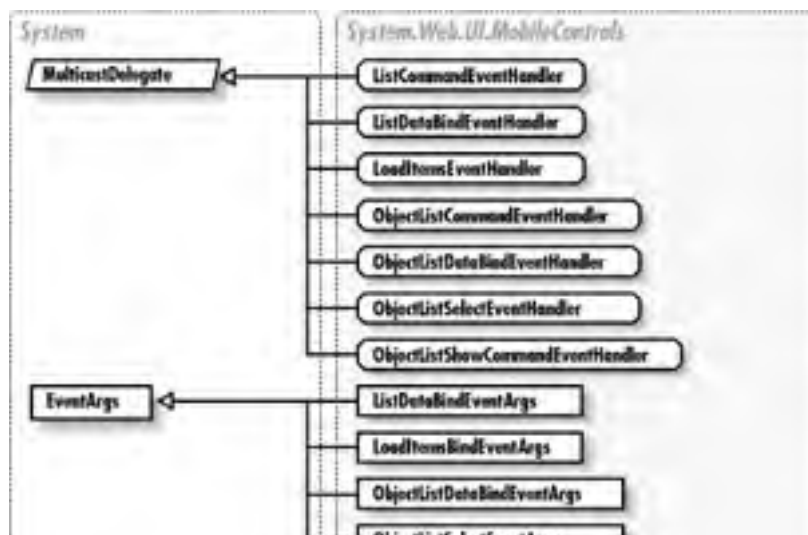 System
System.Web.UI.MobileControls
MulticastDelegate
ListCommandEventHandler
ListDataBindEventHandler
LoadItemsEventHandler
ObjectListCommandEventHandler
ObjectListDataBindEventHandler
ObjectListSelectEventHandler
ObjectListShowCommandEventHandler
EventArgs
ListDataBindEventArgs
LoadItemsBindEventArgs
ObjectListDataBindEventArgs